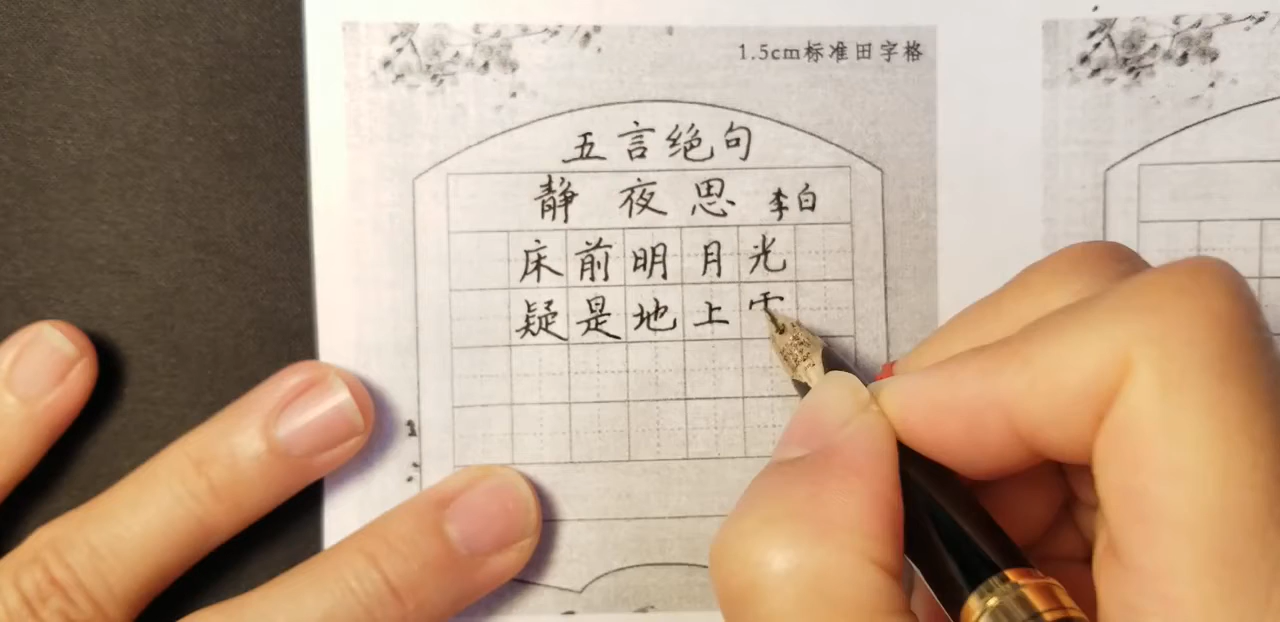 1.5cm标准田字格
五言绝句
静夜思 李白
床前明月光
疑是地上